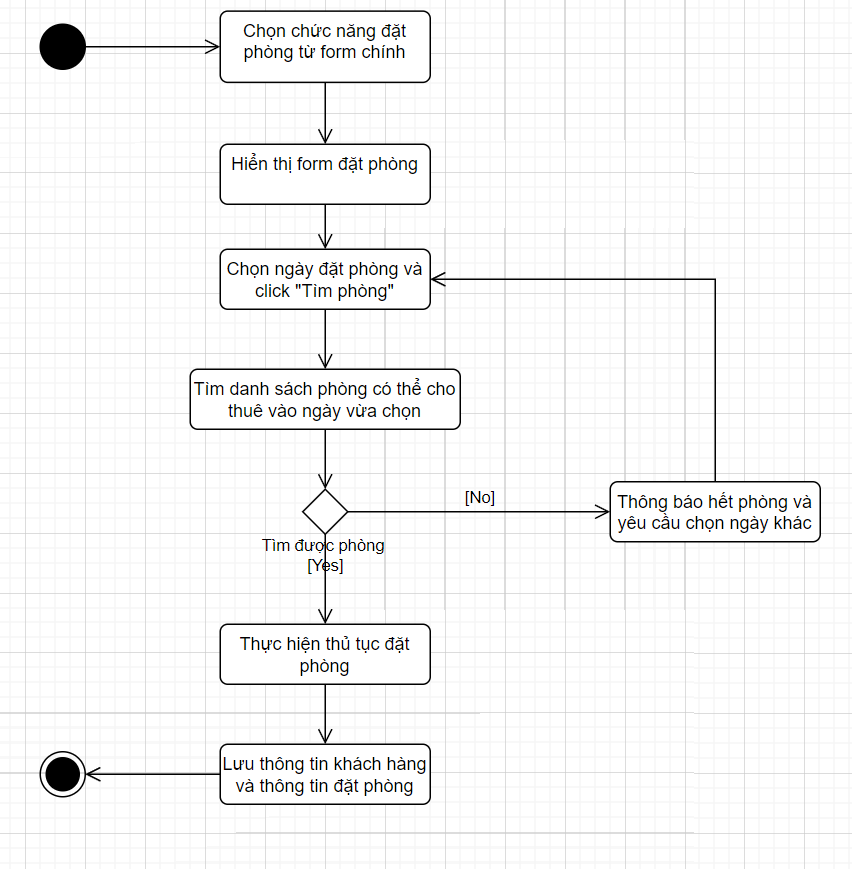 Chọn chức năng đặt
phòng từ form chính
Hiển thị form đặt phòng
Chọn ngày đặt phòng và
click "Tìm phòng"
Tìm danh sách phòng có thể cho
thuê vào ngày vừa chọn
[No]
Thông báo hết phòng và
yêu cầu chọn ngày khác
Tìm được phòng
[Yes]
Thực hiện thủ tục đặt
phòng
Lưu thông tin khách hàng
và thông tin đặt phòng